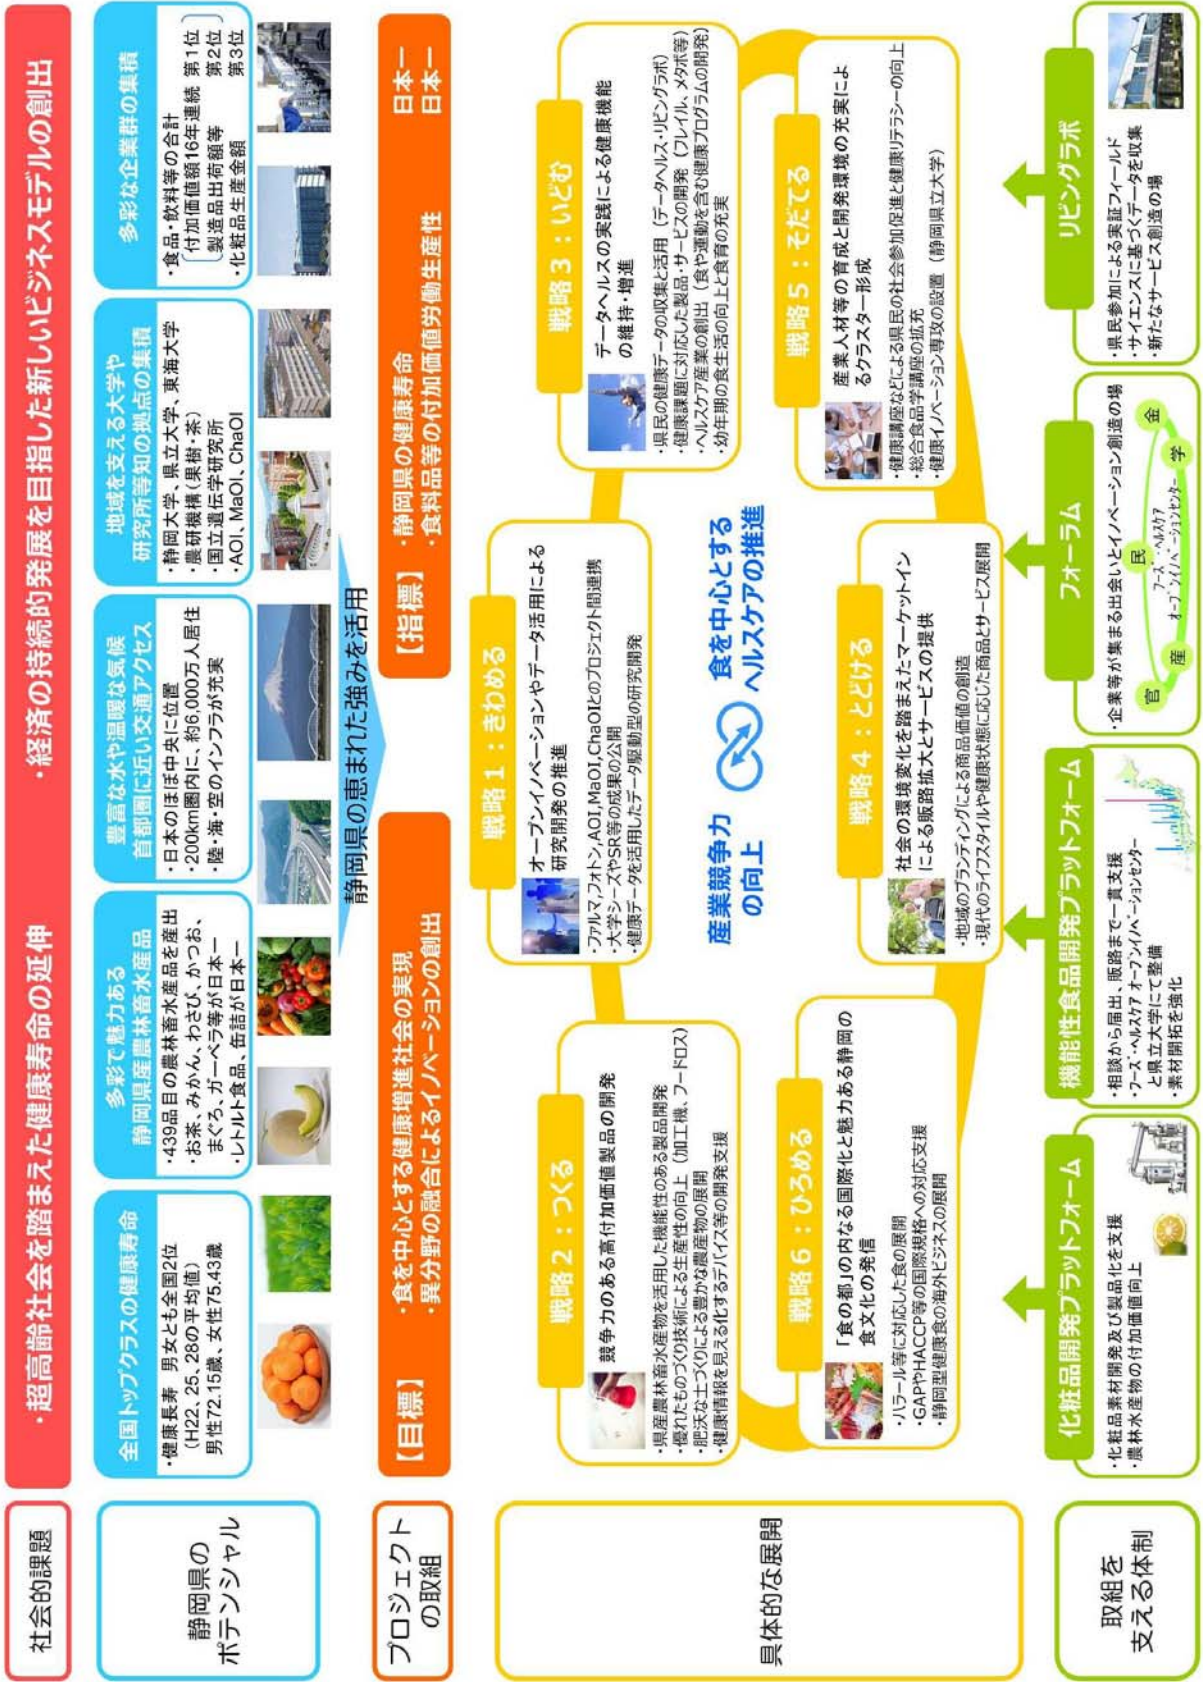 社会的課題
・超高齢社会を踏まえた健康寿命の延伸
・経済の持続的発展を目指した新しいビジネスモデルの創出
静岡県の
ポテンシャル
全国トップクラスの健康寿命
・健康長寿 男女とも全国2位
(H22、25、28の平均値)
男性72.15歳、女性75.43歳
多彩で魅力ある
静岡県産農林畜水産品
・439品目の農林畜水産品を産出
・お茶、みかん、わさび、かつお、
まぐろ、ガーベラ等が日本一
・レトルト食品、缶詰が日本一
豊富な水や温暖な気候
首都圏に近い交通アクセス
・日本のほぼ中央に位置
・200km圏内に、約6,000万人居住
・陸・海・空のインフラが充実
地域を支える大学や
研究所等知の拠点の集積
・静岡大学、県立大学、東海大学
・農研機構(果樹・茶)
・国立遺伝学研究所
・AOI、MaOI、ChaOI
多彩な企業群の集積
・食品・飲料等の合計
付加価値額16年連続 第1位
製造品出荷額等 第2位
・化粧品生産金額 第3位
静岡県の恵まれた強みを活用
プロジェクト
の取組
【目標】
・食を中心とする健康増進社会の実現
・異分野の融合によるイノベーションの創出
【指標】
・静岡県の健康寿命 日本一
・食料品等の付加価値労働生産性 日本一
具体的な展開
戦略2：つくる
競争力のある高付加価値製品の開発
・県産農林畜水産物を活用した機能性のある製品開発
・優れたものづくり技術による生産性の向上（加工機、フードロス）
・肥沃な土づくりによる豊かな農産物の展開
・健康情報を見える化するデバイス等の開発支援
戦略1：きわめる
オープンイノベーションやデータ活用による
研究開発の推進
・ファルマ,フォトン,AOI,MaOI,ChaOIとのプロジェクト間連携
・大学シーズやSR等の成果の公開
・健康データを活用したデータ駆動型の研究開発
戦略3：いどむ
データヘルスの実践による健康機能
の維持・増進
・県民の健康データの収集と活用（データヘルス・リビングラボ）
・健康課題に対応した製品・サービスの開発（フレイル、メタボ等）
・ヘルスケア産業の創出（食や運動を含む健康プログラムの開発）
・幼年期の食生活の向上と食育の充実
産業競争力
の向上
食を中心とする
ヘルスケアの推進
戦略6：ひろめる
「食の都」の内なる国際化と魅力ある静岡の
食文化の発信
・ハラール等に対応した食の展開
・GAPやHACCP等の国際規格への対応支援
・静岡型健康食の海外ビジネスの展開
戦略4：とどける
社会の環境変化を踏まえたマーケットイン
による販路拡大とサービスの提供
・地域のブランディングによる商品価値の創造
・現代のライフスタイルや健康状態に応じた商品とサービス展開
戦略5：そだてる
産業人材等の育成と開発環境の充実によ
るクラスター形成
・健康講座などによる県民の社会参加促進と健康リテラシーの向上
・総合食品学講座の拡充
・健康イノベーション専攻の設置（静岡県立大学）
取組を
支える体制
化粧品開発プラットフォーム
・化粧品素材開発及び製品化を支援
・農林水産物の付加価値向上
機能性食品開発プラットフォーム
・相談から届出、販路まで一貫支援
・フーズ・ヘルスケア オープンイノベーションセンター
と県立大学にて整備
・素材開拓を強化
フォーラム
・企業等が集まる出会いとイノベーション創造の場
官
産
民
学
金
フーズ・ヘルスケア
オープンイノベーションセンター
リビングラボ
・県民参加による実証フィールド
・サイエンスに基づくデータを収集
・新たなサービス創造の場